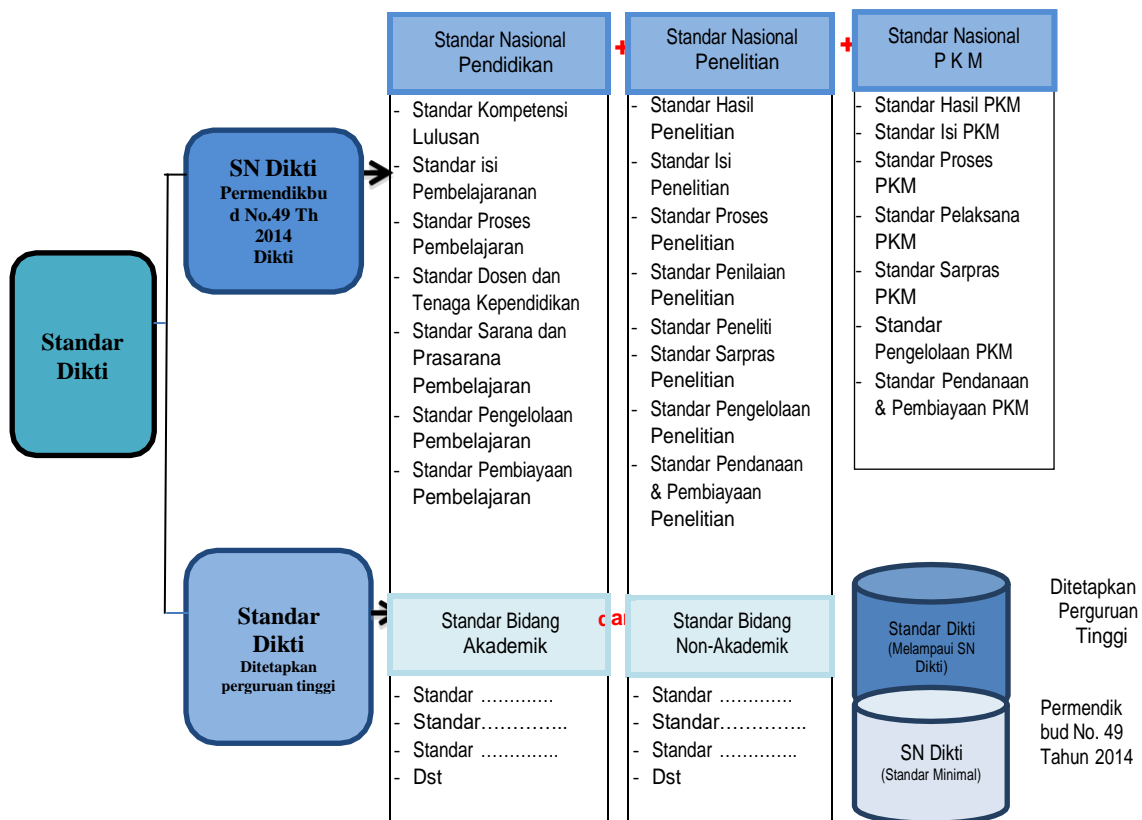 Standar
Dikti
SN Dikti
Permendikbu
d No.49 Th
2014
Dikti
Standar
Dikti
Ditetapkan
perguruan tinggi
Standar Nasional
Pendidikan
- Standar Kompetensi
Lulusan
- Standar isi
Pembelajaranan
- Standar Proses
Pembelajaran
- Standar Dosen dan
Tenaga Kependidikan
- Standar Sarana dan
Prasarana
Pembelajaran
- Standar Pengelolaan
Pembelajaran
- Standar Pembiayaan
Pembelajaran
+
Standar Nasional
Penelitian
- Standar Hasil
Penelitian
- Standar Isi
Penelitian
- Standar Proses
Penelitian
- Standar Penilaian
Penelitian
- Standar Peneliti
- Standar Sarpras
Penelitian
- Standar Pengelolaan
Penelitian
- Standar Pendanaan
& Pembiayaan
Penelitian
+
Standar Nasional
P K M
- Standar Hasil PKM
- Standar Isi PKM
- Standar Proses
PKM
- Standar Pelaksana
PKM
- Standar Sarpras
PKM
- Standar
Pengelolaan PKM
- Standar Pendanaan
& Pembiayaan PKM
Standar Bidang
Akademik
- Standar ………….
- Standar…………..
- Standar …………..
- Dst
da
Standar Bidang
Non-Akademik
- Standar ………….
- Standar…………..
- Standar …………..
- Dst
Standar Dikti
(Melampaui SN
Dikti)
SN Dikti
(Standar Minimal)
Ditetapkan
Perguruan
Tinggi
Permendik
bud No. 49
Tahun 2014